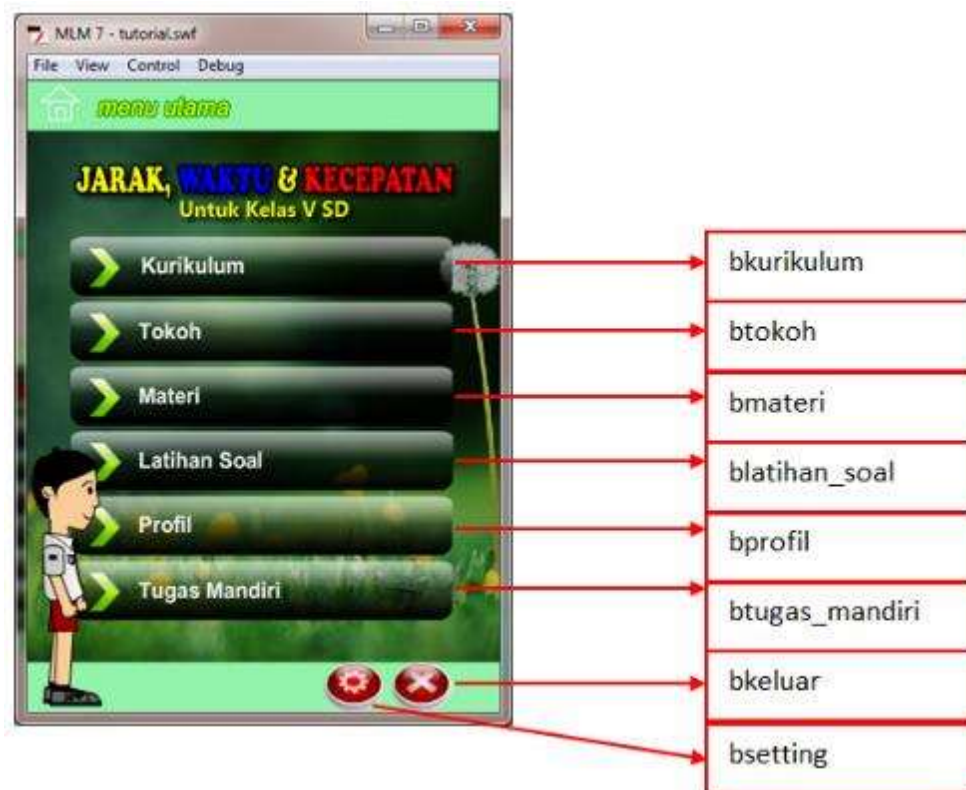 MLM 7 - tutorial.swf
File View Control Debug
menu utama
JARAK, WAKTU & KECEPATAN
Untuk Kelas V SD
Kurikulum
Tokoh
Materi
Latihan Soal
Profil
Tugas Mandiri
bkurikulum
btokoh
bmateri
blatihan_soal
bprofil
btugas_mandiri
bkeluar
bsetting